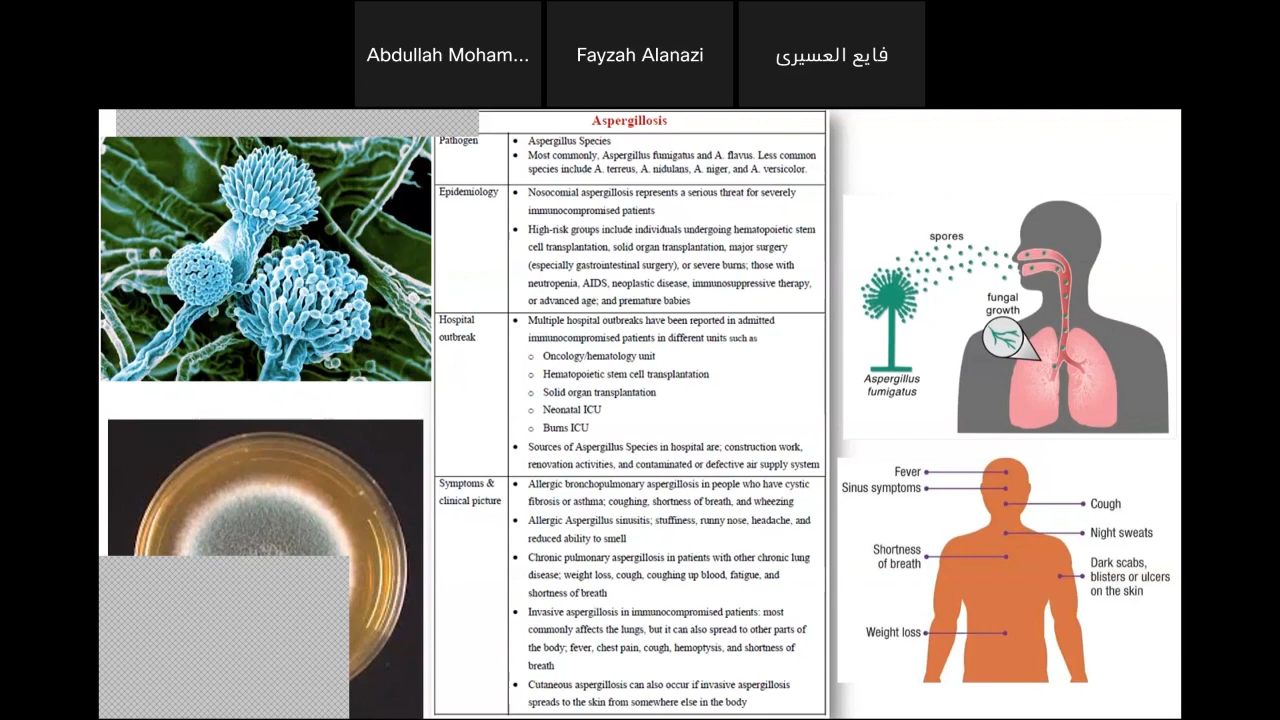 Abdullah Moham...
Fayzah Alanazi
فايع العسيرى
Aspergillosis
Pathogen
Aspergillus Species
Most commonly, Aspergillus fumigatus and A. flavus. Less common
species include A. terreus, A. nidulans, A. niger, and A. versicolor.
Epidemiology
Nosocomial aspergillosis represents a serious threat for severely
immunocompromised patients
High-risk groups include individuals undergoing hematopoietic stem
cell transplantation, solid organ transplantation, major surgery
(especially gastrointestinal surgery), or severe burns; those with
neutropenia, AIDS, neoplastic disease, immunosuppressive therapy,
or advanced age; and premature babies
Hospital
outbreak
Multiple hospital outbreaks have been reported in admitted
immunocompromised patients in different units such as
Oncology/hematology unit
Hematopoietic stem cell transplantation
Solid organ transplantation
Neonatal ICU
Burns ICU
Sources of Aspergillus Species in hospital are; construction work,
renovation activities, and contaminated or defective air supply system
Symptoms &
clinical picture
Allergic bronchopulmonary aspergillosis in people who have cystic
fibrosis or asthma; coughing, shortness of breath, and wheezing
Allergic Aspergillus sinusitis; stuffiness, runny nose, headache, and
reduced ability to smell
Chronic pulmonary aspergillosis in patients with other chronic lung
disease; weight loss, cough, coughing up blood, fatigue, and
shortness of breath
Invasive aspergillosis in immunocompromised patients: most
commonly affects the lungs, but it can also spread to other parts of
the body; fever, chest pain, cough, hemoptysis, and shortness of
breath
Cutaneous aspergillosis can also occur if invasive aspergillosis
spreads to the skin from somewhere else in the body
spores
fungal
growth
Aspergillus
fumigatus
Fever
Sinus symptoms
Cough
Night sweats
Shortness
of breath
Dark scabs,
blisters or ulcers
on the skin
Weight loss